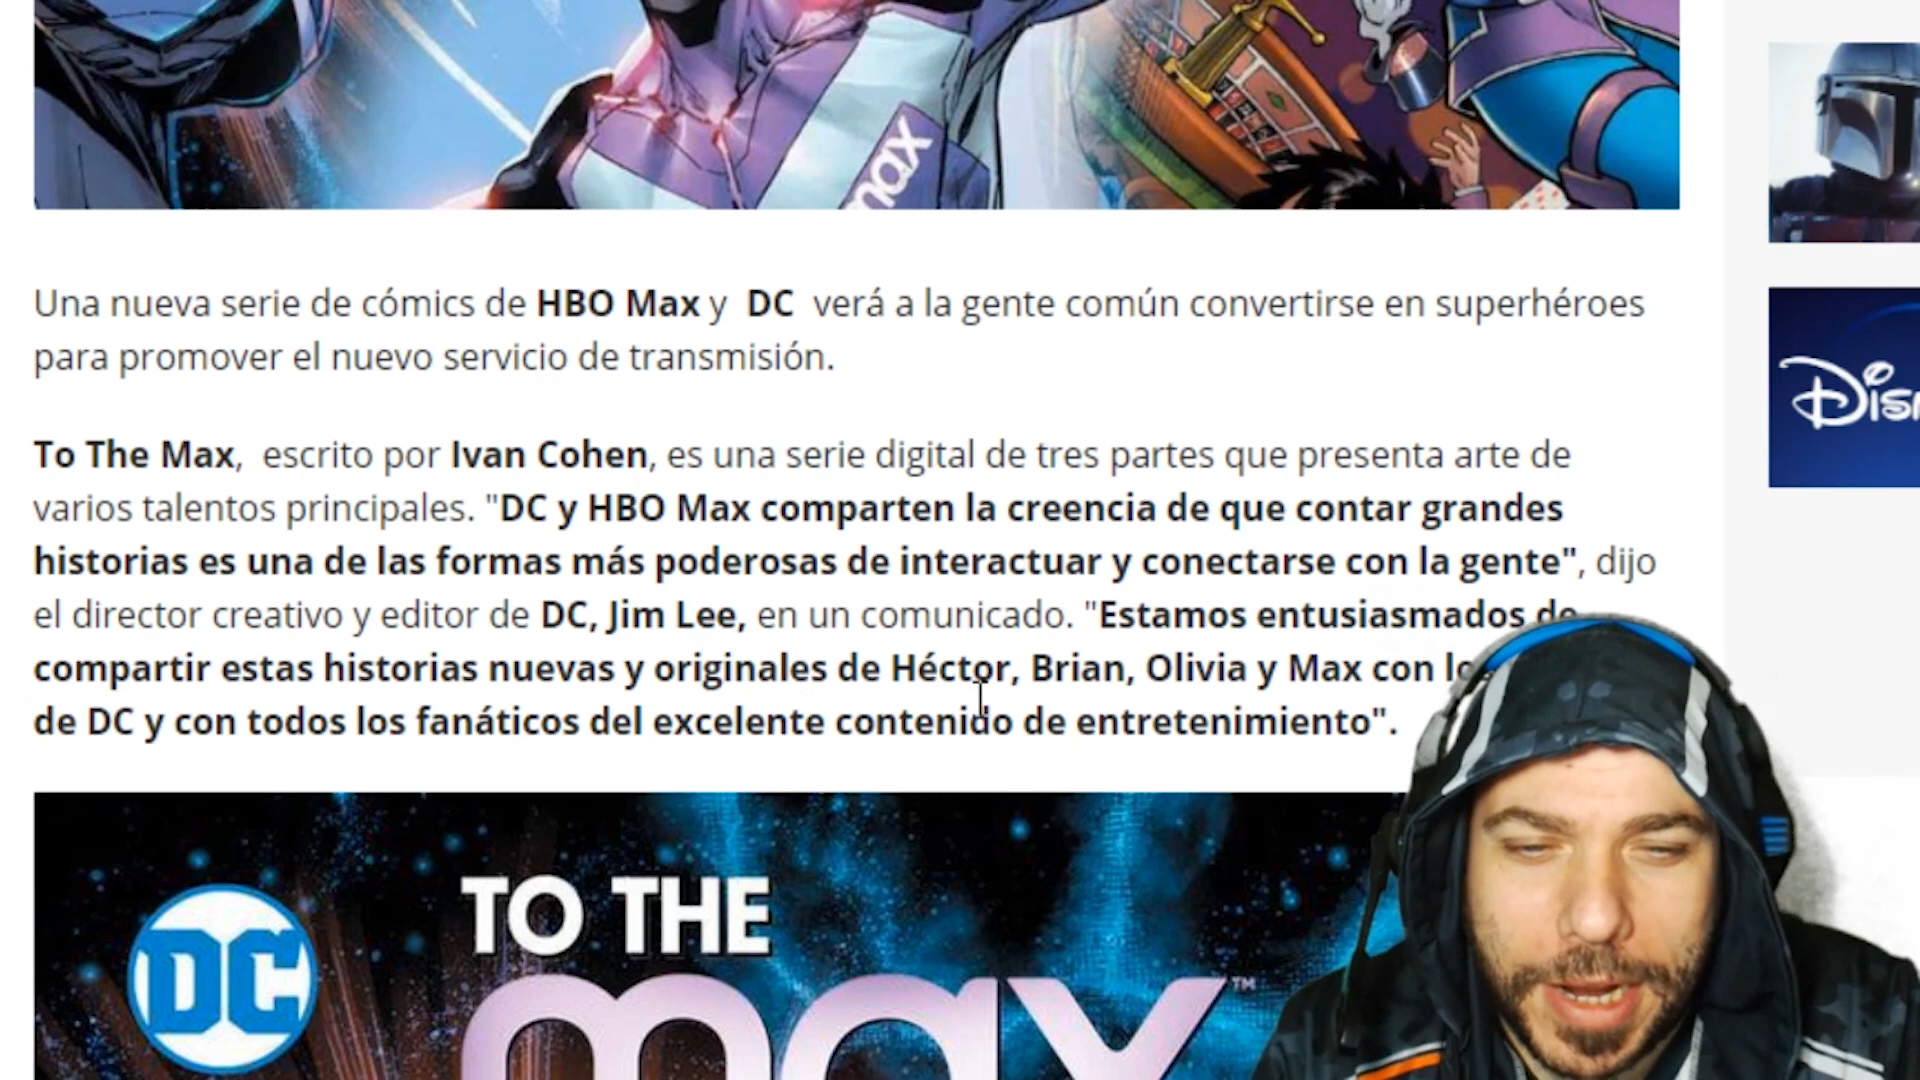 max
Una nueva serie de cómics de HBO Max y DC verá a la gente común convertirse en superhéroes
para promover el nuevo servicio de transmisión.
To The Max, escrito por Ivan Cohen, es una serie digital de tres partes que presenta arte de
varios talentos principales. "DC y HBO Max comparten la creencia de que contar grandes
historias es una de las formas más poderosas de interactuar y conectarse con la gente", dijo
el director creativo y editor de DC, Jim Lee, en un comunicado. "Estamos entusiasmados de
compartir estas historias nuevas y originales de Héctor, Brian, Olivia y Max con
de DC y con todos los fanáticos del excelente contenido de entretenimiento".
DC
TO THE
max™